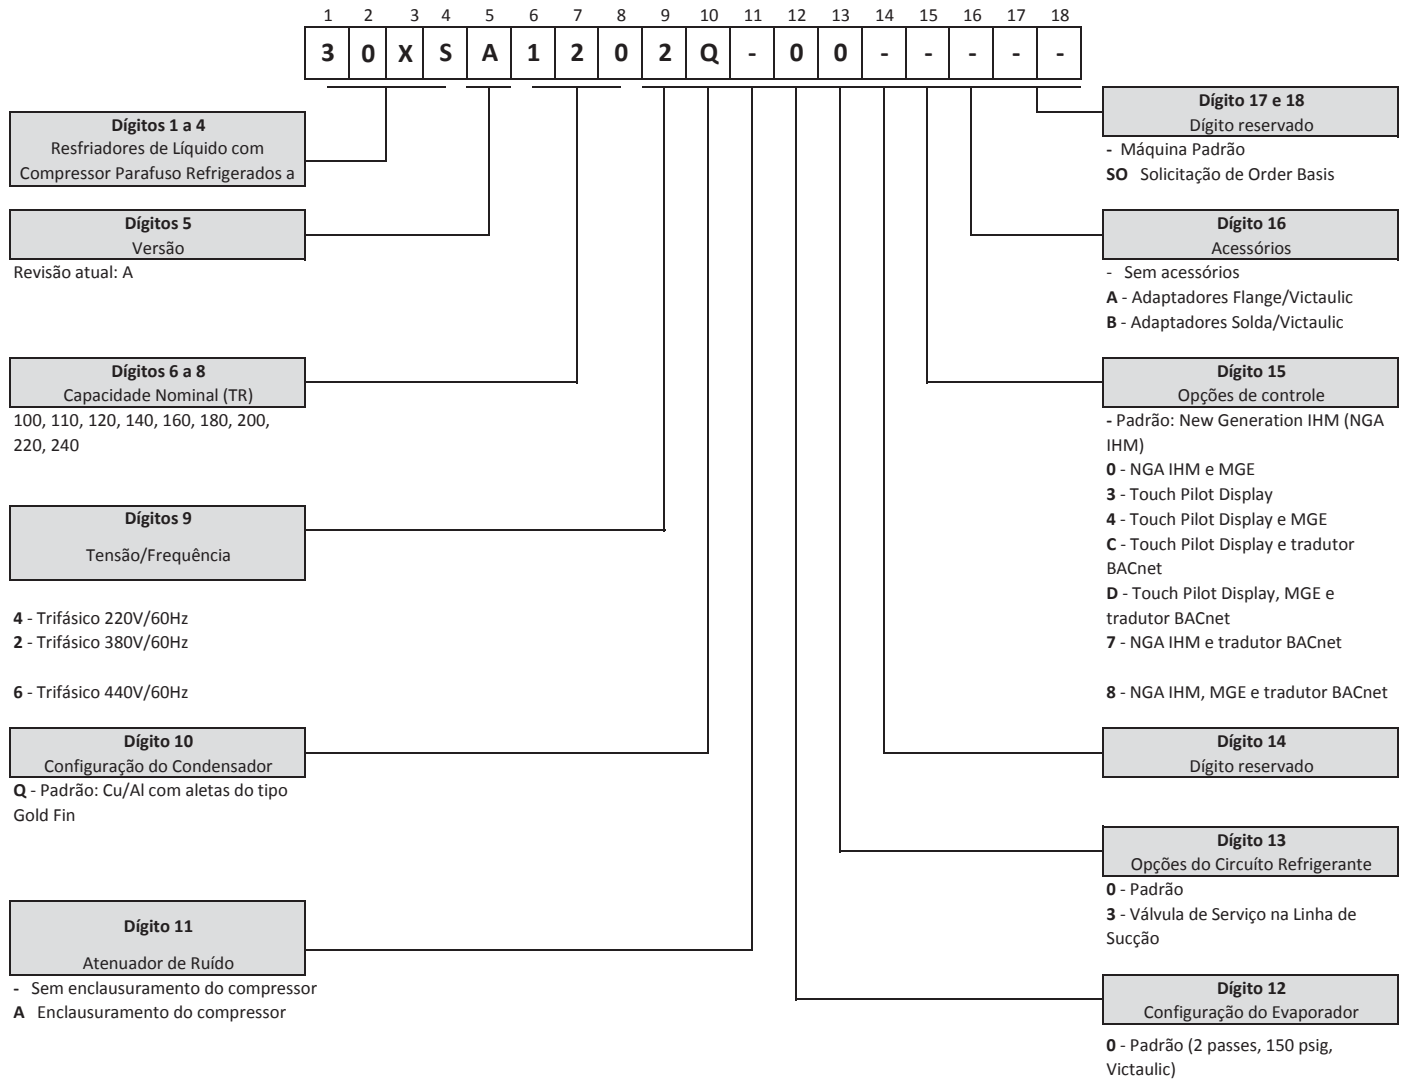 1 2 3 4 5 6 7 8 9 10 11 12 13 14 15 16 17 18
3 0 X S A 1 2 0 2 Q - 0 0 - - - - -
Dígitos 1 a 4
Resfriadores de Líquido com
Compressor Parafuso Refrigerados a
Dígitos 5
Versão
Revisão atual: A
Dígitos 6 a 8
Capacidade Nominal (TR)
100, 110, 120, 140, 160, 180, 200,
220, 240
Dígitos 9
Tensão/Frequência
4 - Trifásico 220V/60Hz
2 - Trifásico 380V/60Hz
6 - Trifásico 440V/60Hz
Dígito 10
Configuração do Condensador
Q - Padrão: Cu/Al com aletas do tipo
Gold Fin
Dígito 11
Atenuador de Ruído
- Sem enclausuramento do compressor
A Enclausuramento do compressor
Dígito 17 e 18
Dígito reservado
- Máquina Padrão
SO Solicitação de Order Basis
Dígito 16
Acessórios
- Sem acessórios
A - Adaptadores Flange/Victaulic
B - Adaptadores Solda/Victaulic
Dígito 15
Opções de controle
- Padrão: New Generation IHM (NGA
IHM)
0 - NGA IHM e MGE
3 - Touch Pilot Display
4 - Touch Pilot Display e MGE
C - Touch Pilot Display e tradutor
BACnet
D - Touch Pilot Display, MGE e
tradutor BACnet
7 - NGA IHM e tradutor BACnet
8 - NGA IHM, MGE e tradutor BACnet
Dígito 14
Dígito reservado
Dígito 13
Opções do Circuíto Refrigerante
0 - Padrão
3 - Válvula de Serviço na Linha de
Sucção
Dígito 12
Configuração do Evaporador
0 - Padrão (2 passes, 150 psig,
Victaulic)